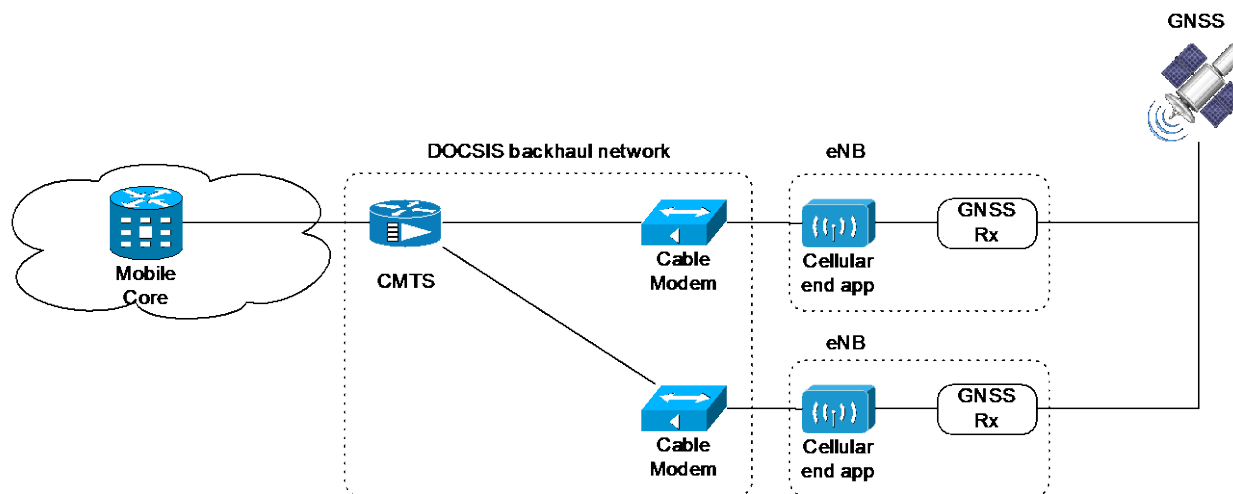 GNSS
DOCSIS backhaul network
eNB
GNSS
Rx
Mobile
Core
CMTS
Cable
Modem
Cellular
end app
eNB
GNSS
Rx
Cable
Modem
Cellular
end app